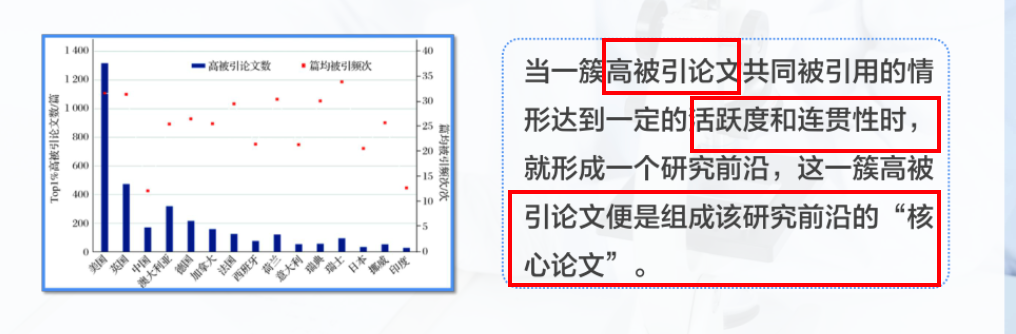 1 400
1 200
1 000
800
600
400
200
0
Top1%高被引论文数/篇
高被引论文数
篇均被引频次
40
35
30
25
20
15
10
5
0
篇均被引频次/次
美国
英国
中国
澳大利亚
德国
加拿大
法国
西班牙
荷兰
意大利
瑞典
瑞士
日本
挪威
印度
当一簇高被引论文共同被引用的情
形达到一定的活跃度和连贯性时，
就形成一个研究前沿，这一簇高被
引论文便是组成该研究前沿的“核
心论文”。